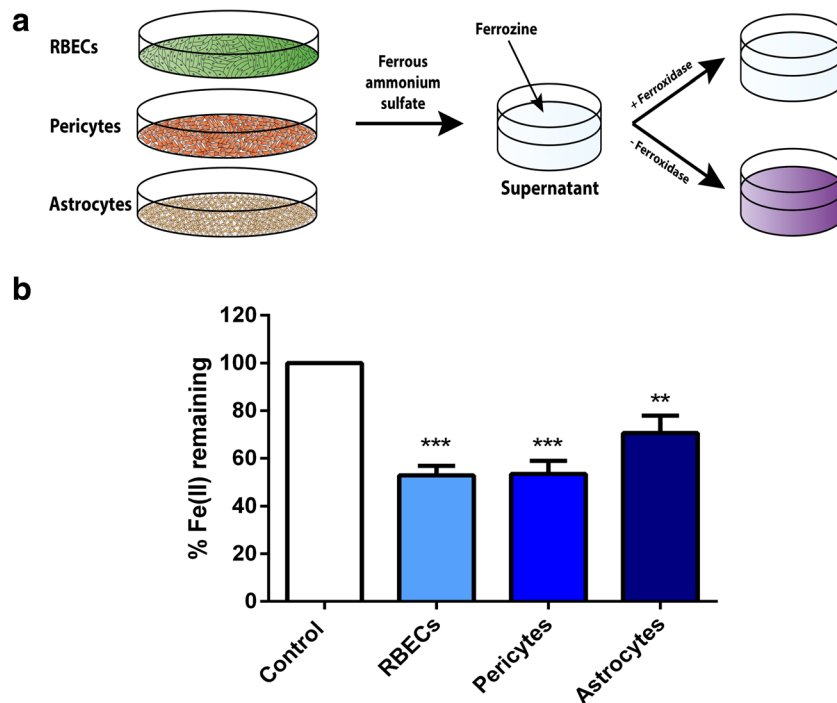 a
RBECs
Pericytes
Astrocytes
Ferrous
ammonium
sulfate
Ferrozine
Supernatant
+ Ferroxidase
- Ferroxidase
b
% Fe(II) remaining
120
100
80
60
40
20
0
***
***
**
Control
RBECs
Pericytes
Astrocytes